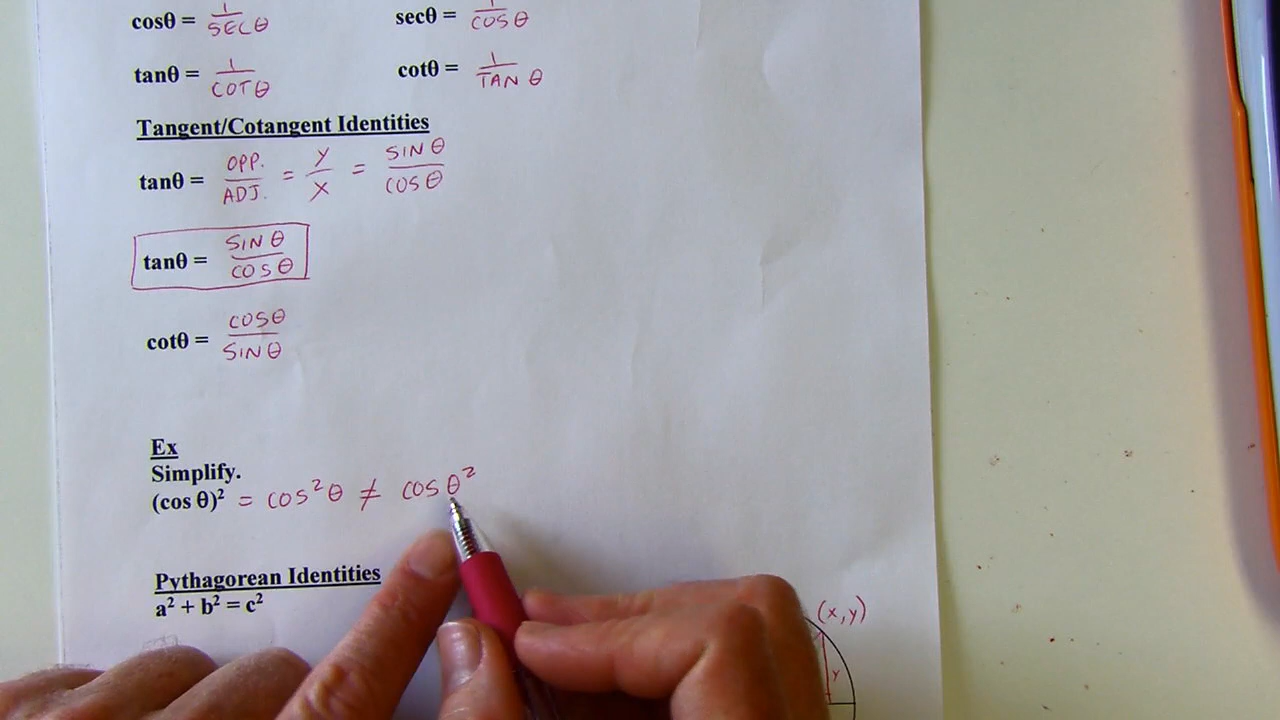 cosθ = 1/SECθ secθ = 1/COSθ
tanθ = 1/COTθ cotθ = 1/TAN θ
Tangent/Cotangent Identities
tanθ = OPP./ADJ. = Y/X = SINθ/COSθ
tanθ = SINθ/COSθ
cotθ = COSθ/SINθ
Ex
Simplify.
(cos θ)² = COS²θ ≠ COSθ²
Pythagorean Identities
a² + b² = c²
(X,Y)
Y